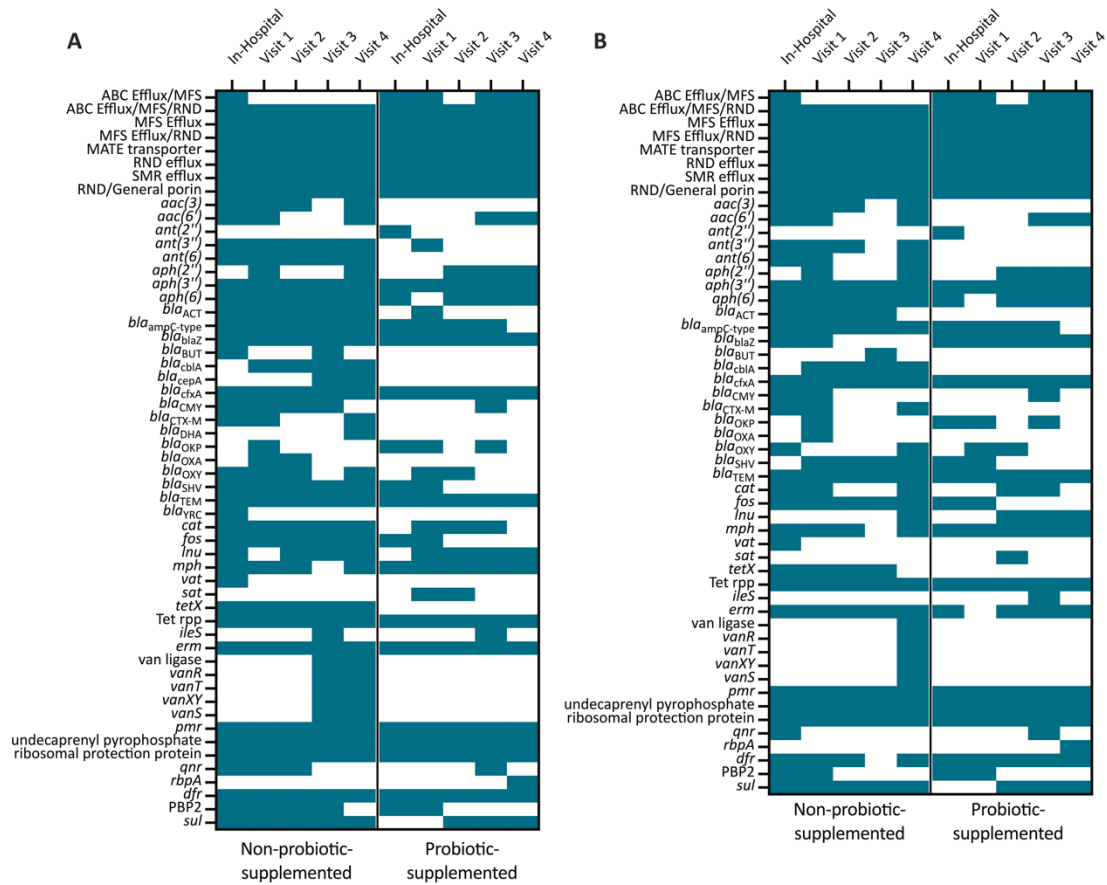 A
In-Hospital
Visit 1
Visit 2
Visit 3
Visit 4
In-Hospital
Visit 1
Visit 2
Visit 3
Visit 4
ABC Efflux/MFS
ABC Efflux/MFS/RND
MFS Efflux
MFS Efflux/RND
MATE transporter
RND efflux
SMR efflux
RND/General porin
aac(3)
aac(6')
ant(2'')
ant(3'')
ant(6)
aph(2'')
aph(3'')
aph(6)
blaACT
blaampC-type
blablaZ
blaBUT
blacblA
blacepA
blacfxA
blaCMY
blaCTX-M
blaDHA
blaOKP
blaOXA
blaOXY
blaSHV
blaTEM
blaYRC
cat
fos
lnu
mph
vat
sat
tetX
Tet rpp
ileS
erm
van ligase
vanR
vanT
vanXY
vanS
pmr
undecaprenyl pyrophosphate
ribosomal protection protein
qnr
rbpA
dfr
PBP2
sul
Non-probiotic-
supplemented
Probiotic-
supplemented
B
In-Hospital
Visit 1
Visit 2
Visit 3
Visit 4
In-Hospital
Visit 1
Visit 2
Visit 3
Visit 4
ABC Efflux/MFS
ABC Efflux/MFS/RND
MFS Efflux
MFS Efflux/RND
MATE transporter
RND efflux
SMR efflux
RND/General porin
aac(3)
aac(6')
ant(2'')
ant(3'')
ant(6)
aph(2'')
aph(3'')
aph(6)
blaACT
blaampC-type
blablaZ
blaBUT
blacblA
blacfxA
blaCMY
blaCTX-M
blaOKP
blaOXA
blaOXY
blaSHV
blaTEM
cat
fos
lnu
mph
vat
sat
tetX
Tet rpp
ileS
erm
van ligase
vanR
vanT
vanXY
vanS
pmr
undecaprenyl pyrophosphate
ribosomal protection protein
qnr
rbpA
dfr
PBP2
sul
Non-probiotic-
supplemented
Probiotic-
supplemented